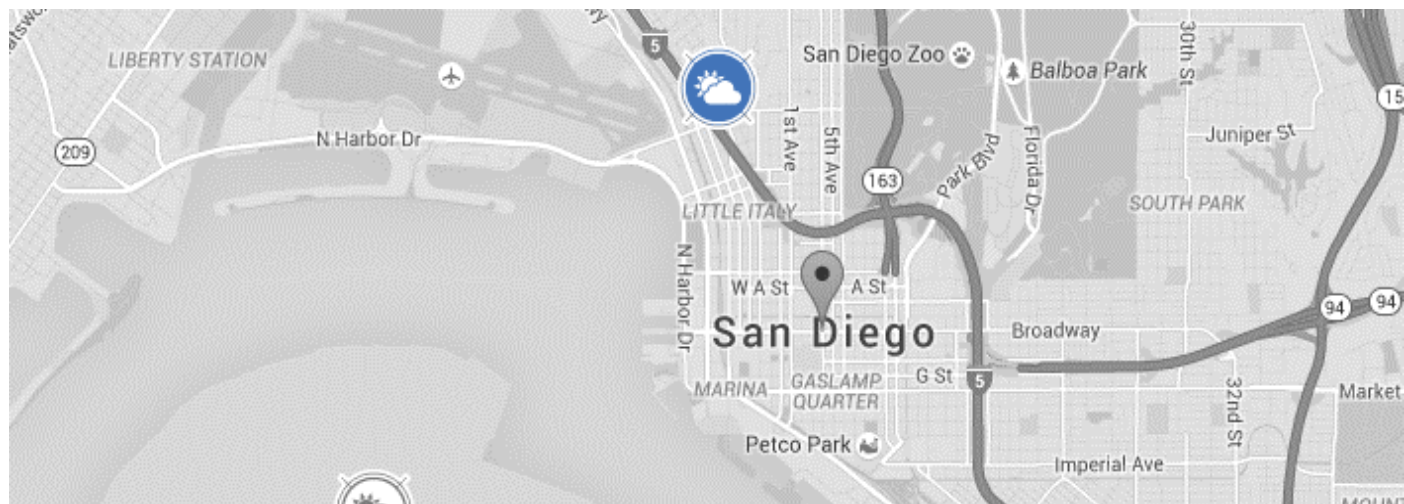 LIBERTY STATION
5
San Diego Zoo
Balboa Park
30th St
15
209
N Harbor Dr
1st Ave
5th Ave
163
Park Blvd
Florida Dr
Juniper St
LITTLE ITALY
SOUTH PARK
N Harbor Dr
W A St
A St
San Diego
Broadway
94
94
MARINA
GASLAMP
QUARTER
G St
5
32nd St
Market
Petco Park
Imperial Ave